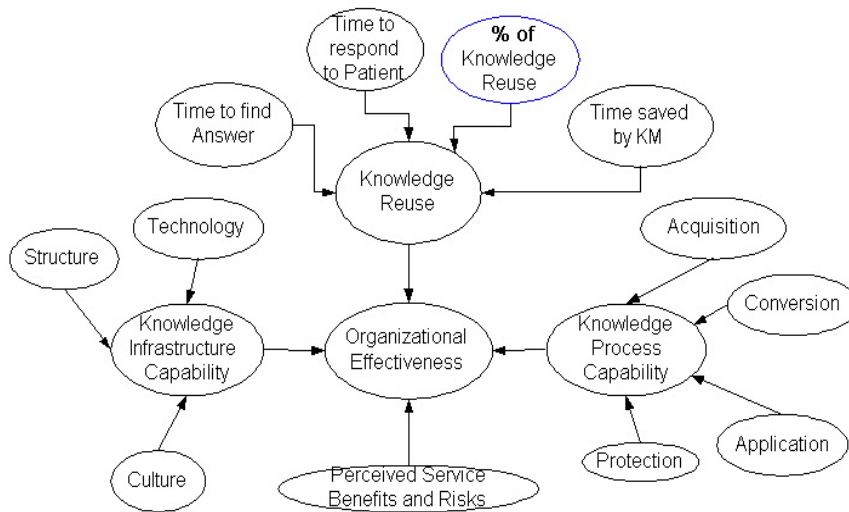 Time to
respond
to Patient
% of
Knowledge
Reuse
Time to find
Answer
Time saved
by KM
Knowledge
Reuse
Technology
Acquisition
Structure
Conversion
Knowledge
Infrastructure
Capability
Organizational
Effectiveness
Knowledge
Process
Capability
Application
Protection
Culture
Perceived Service
Benefits and Risks